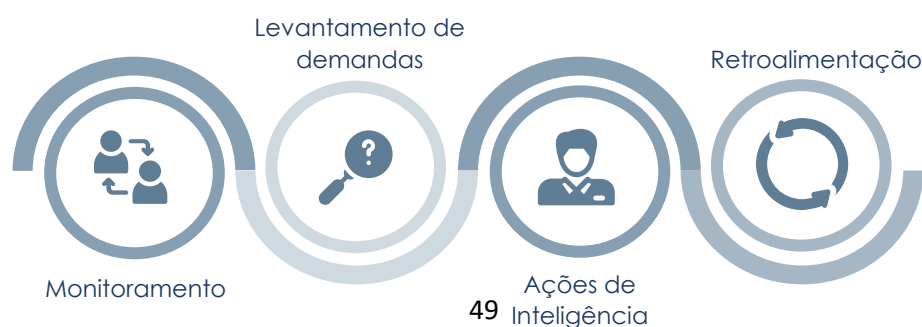 Levantamento de
demandas
Retroalimentação
?
Monitoramento
Ações de
49 Inteligência